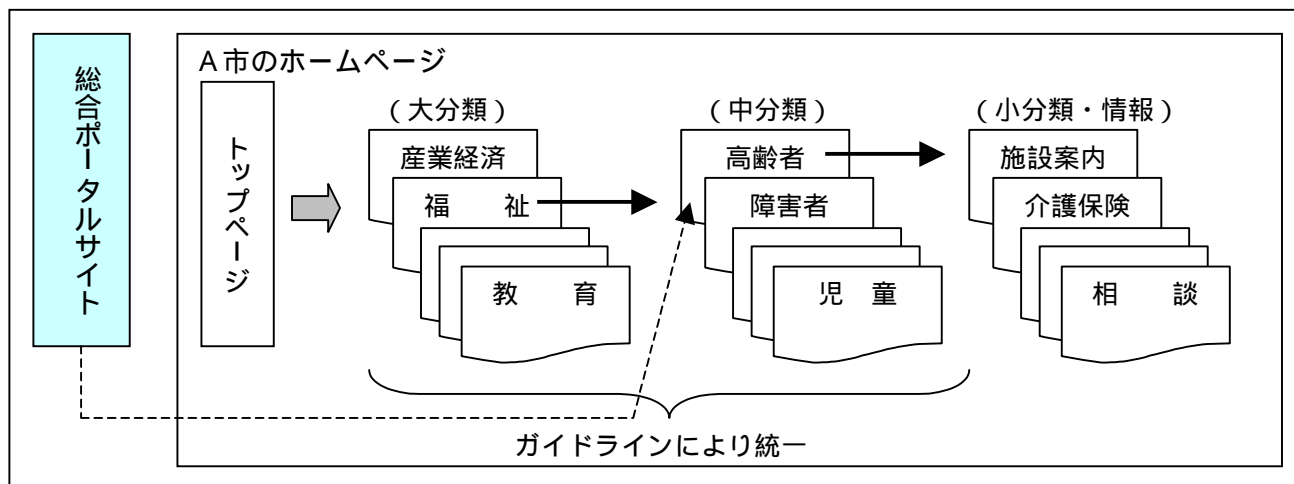 総合ポータルサイト
A市のホームページ
トップページ
(大分類)
産業経済
福 祉
教 育
(中分類)
高齢者
障害者
児 童
(小分類・情報)
施設案内
介護保険
相 談
ガイドラインにより統一